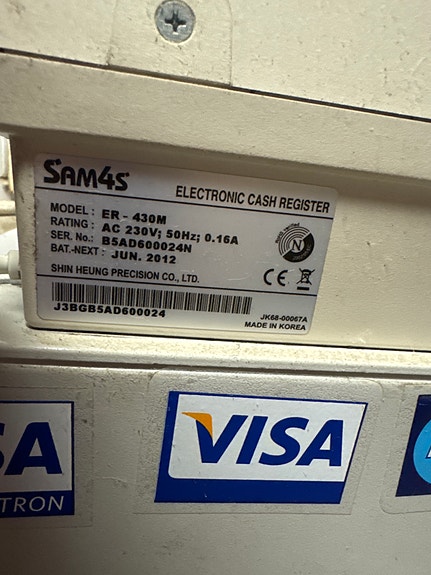 SAM4S
ELECTRONIC CASH REGISTER
MODEL : ER - 430M
RATING : AC 230V; 50Hz; 0.16A
SER. No.: B5AD600024N
BAT.-NEXT : JUN. 2012
SHIN HEUNG PRECISION CO., LTD.
N
CE
J3BGB5AD600024
JK68-00067A
MADE IN KOREA
SA
TRON
VISA